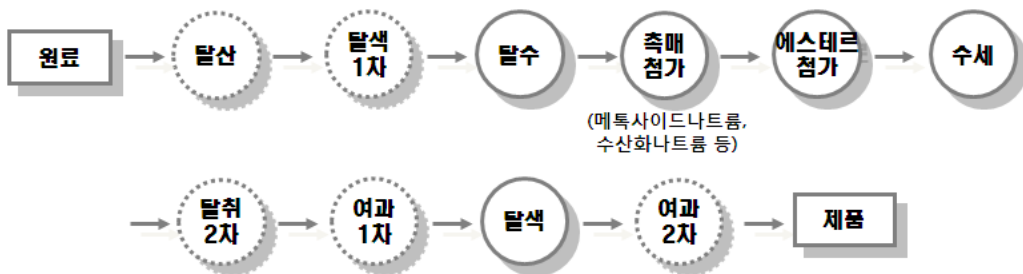 원료
탈산
탈색
1차
탈수
촉매
첨가
에스테르
첨가
수세
(메톡사이드나트륨,
수산화나트륨 등)
탈취
2차
여과
1차
탈색
여과
2차
제품